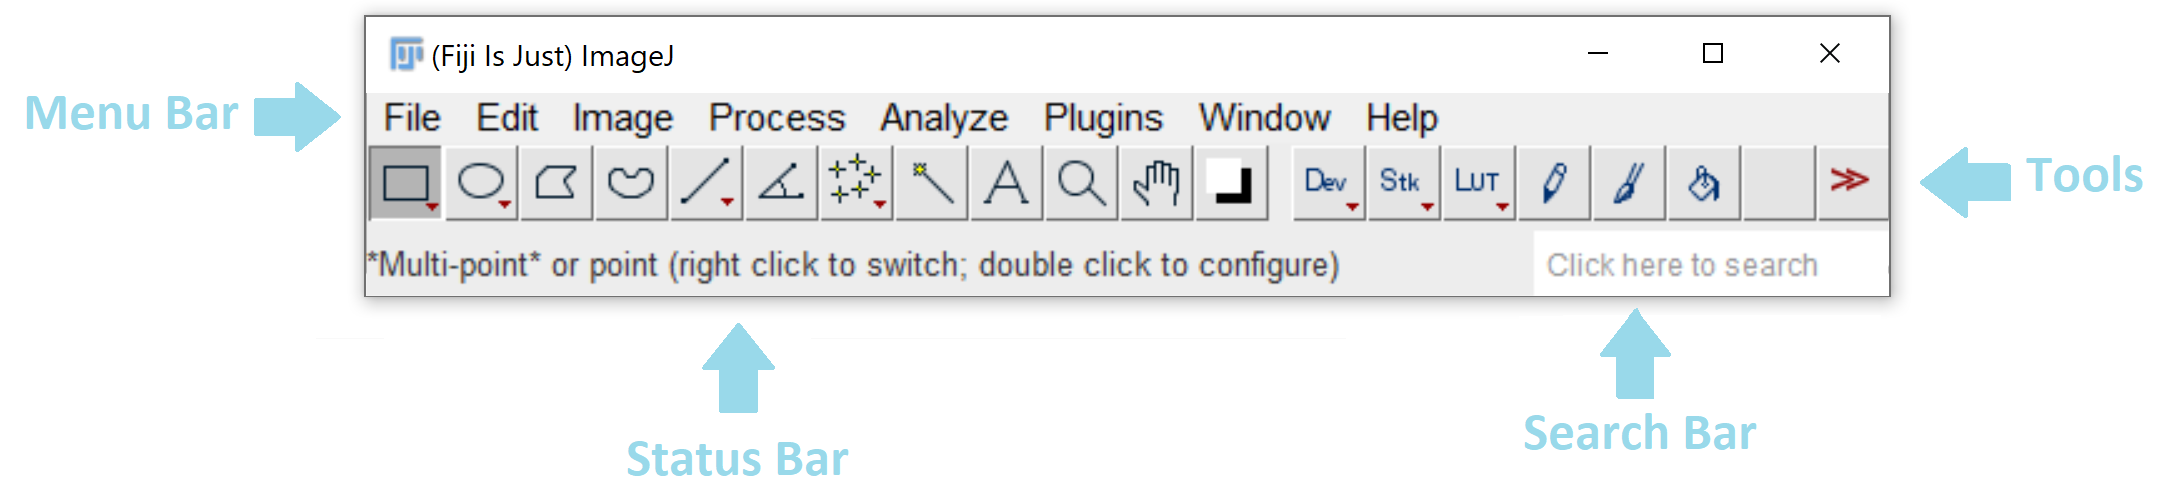 (Fiji Is Just) ImageJ
Menu Bar
File Edit Image Process Analyze Plugins Window Help
A Dev Stk LUT >>
Tools
*Multi-point* or point (right click to switch; double click to configure)
Click here to search
Status Bar
Search Bar